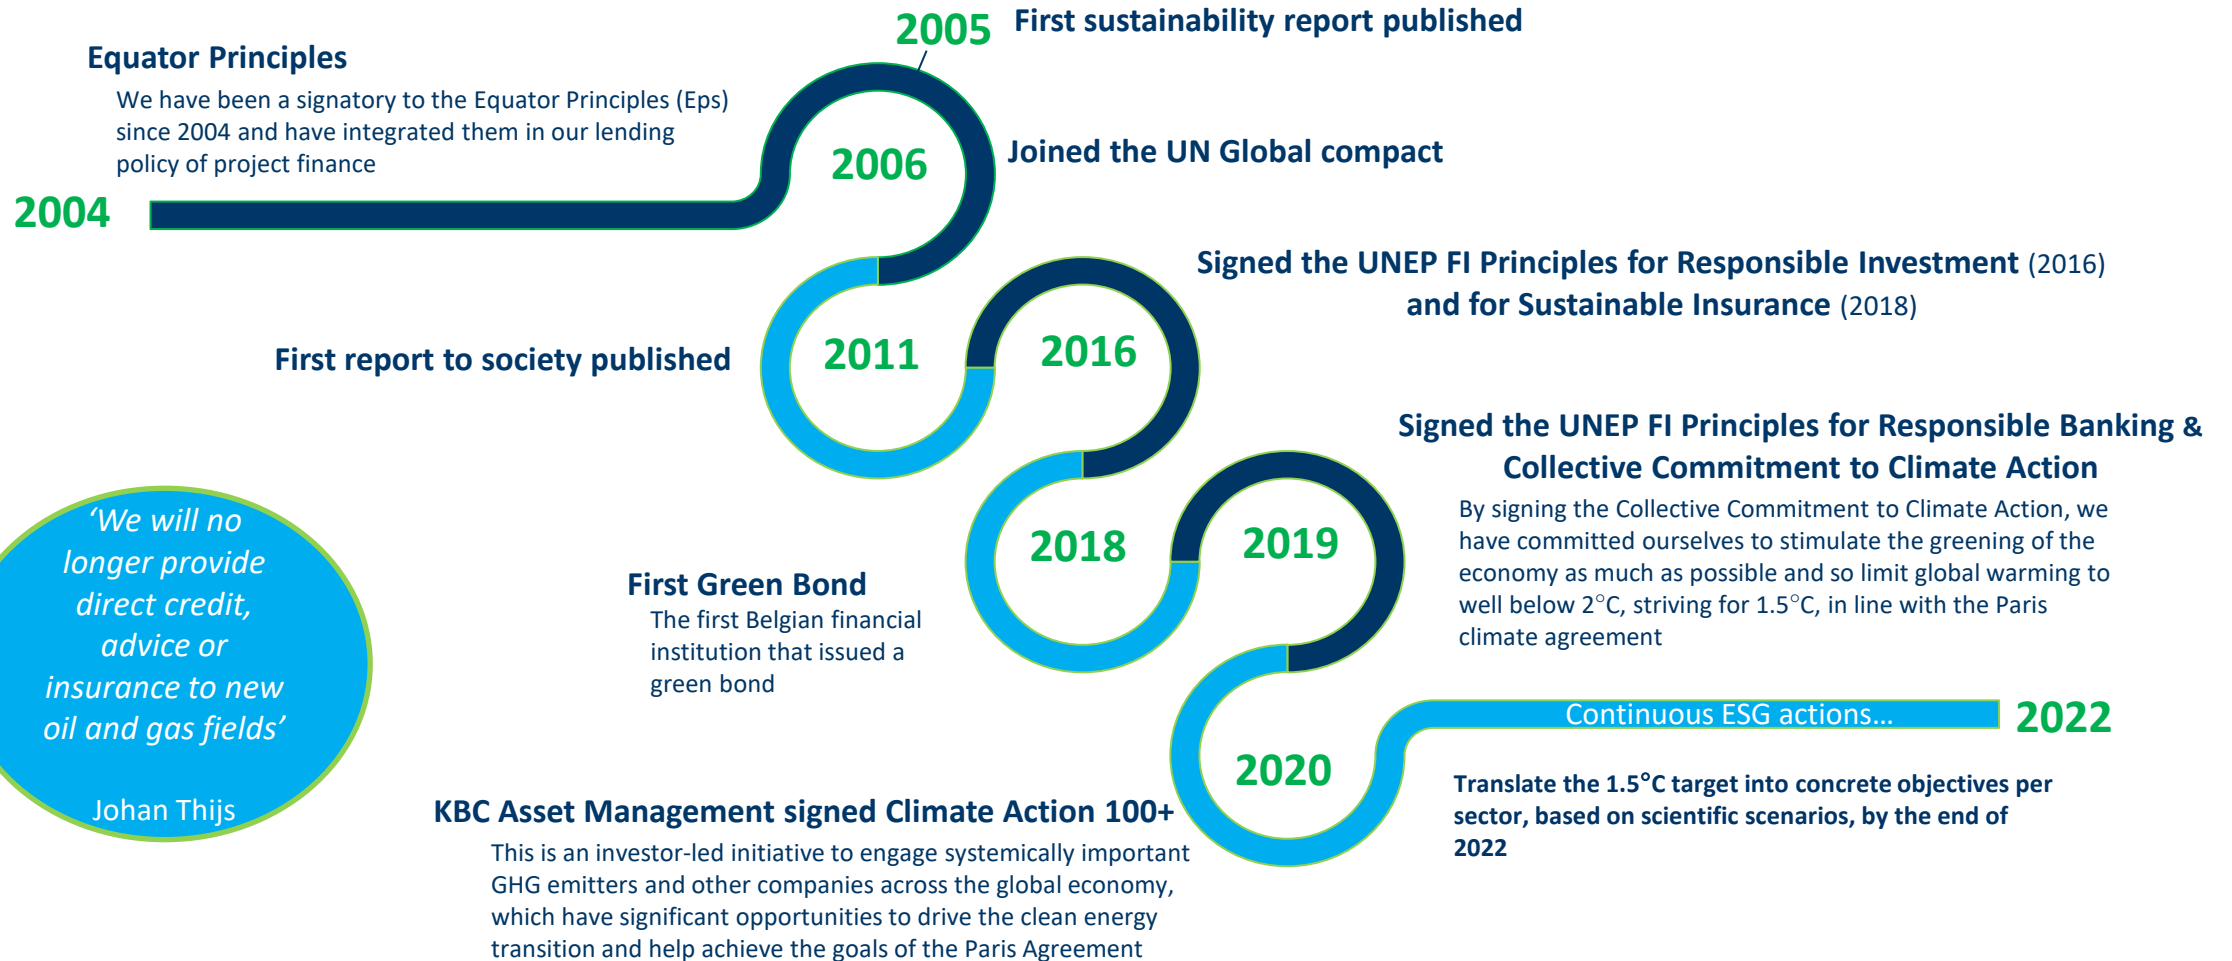 2005 First sustainability report published
Equator Principles
We have been a signatory to the Equator Principles (Eps)
since 2004 and have integrated them in our lending
policy of project finance
2004
2006
Joined the UN Global compact
Signed the UNEP FI Principles for Responsible Investment (2016)
and for Sustainable Insurance (2018)
First report to society published
2011
2016
Signed the UNEP FI Principles for Responsible Banking &
Collective Commitment to Climate Action
By signing the Collective Commitment to Climate Action, we
have committed ourselves to stimulate the greening of the
economy as much as possible and so limit global warming to
well below 2°C, striving for 1.5°C, in line with the Paris
climate agreement
2018
2019
First Green Bond
The first Belgian financial
institution that issued a
green bond
‘We will no
longer provide
direct credit,
advice or
insurance to new
oil and gas fields’
Johan Thijs
Continuous ESG actions...
2022
2020
Translate the 1.5°C target into concrete objectives per
sector, based on scientific scenarios, by the end of
2022
KBC Asset Management signed Climate Action 100+
This is an investor-led initiative to engage systemically important
GHG emitters and other companies across the global economy,
which have significant opportunities to drive the clean energy
transition and help achieve the goals of the Paris Agreement